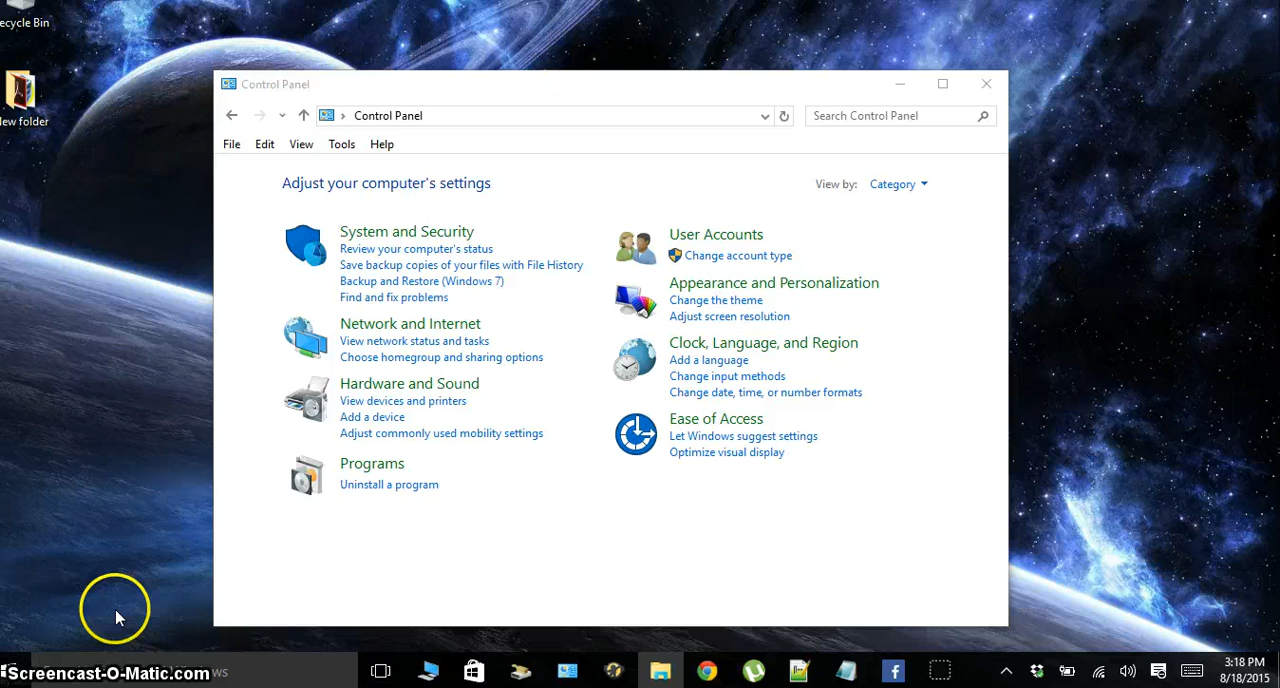 ecycle Bin
ew folder
Control Panel
Control Panel
Search Control Panel
File Edit View Tools Help
Adjust your computer's settings
View by: Category
System and Security
Review your computer's status
Save backup copies of your files with File History
Backup and Restore (Windows 7)
Find and fix problems
Network and Internet
View network status and tasks
Choose homegroup and sharing options
Hardware and Sound
View devices and printers
Add a device
Adjust commonly used mobility settings
Programs
Uninstall a program
User Accounts
Change account type
Appearance and Personalization
Change the theme
Adjust screen resolution
Clock, Language, and Region
Add a language
Change input methods
Change date, time, or number formats
Ease of Access
Let Windows suggest settings
Optimize visual display
Screencast-O-Matic.com
3:18 PM
8/18/2015